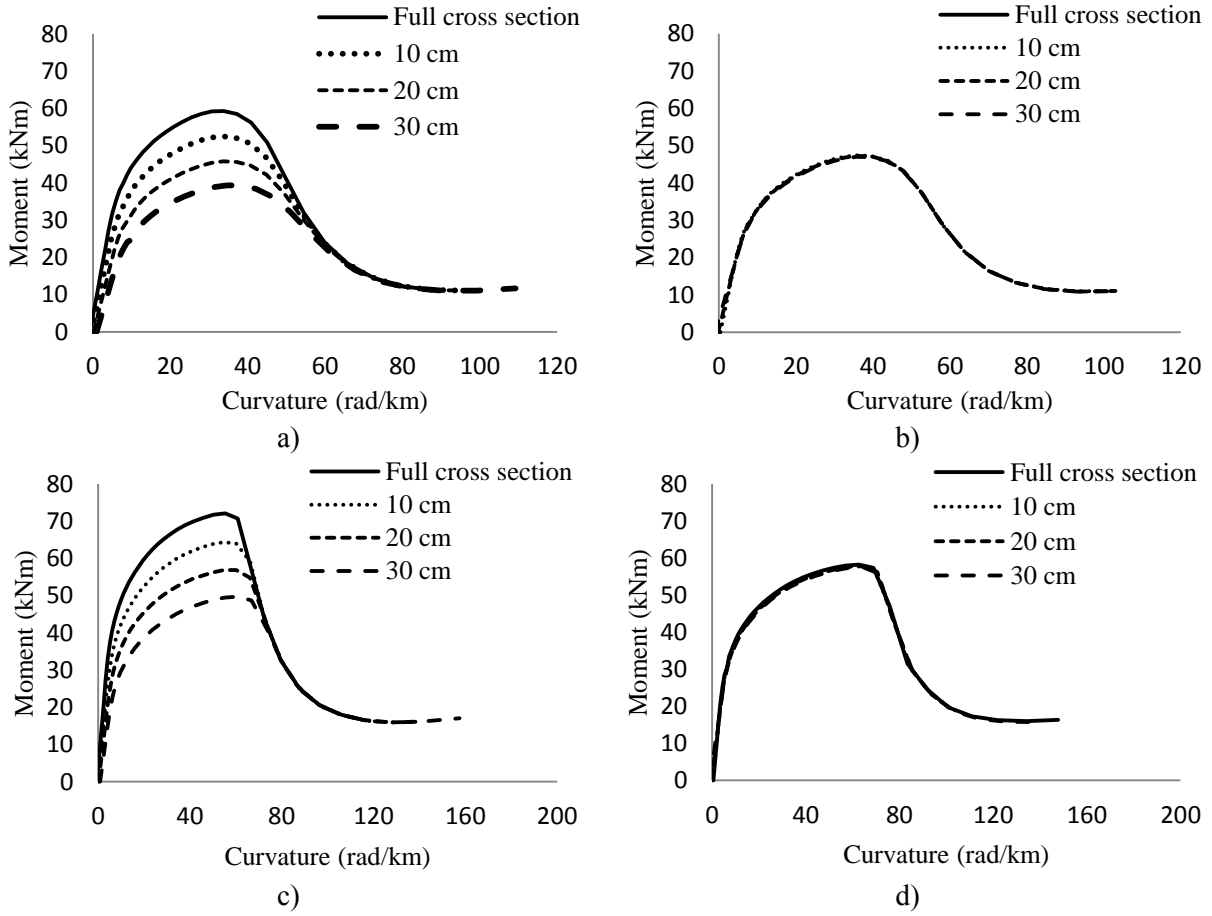 Full cross section
10 cm
20 cm
30 cm
Moment (kNm)
80
70
60
50
40
30
20
10
0
0 20 40 60 80 100 120
Curvature (rad/km)
a)
Full cross section
10 cm
20 cm
30 cm
Moment (kNm)
80
70
60
50
40
30
20
10
0
0 20 40 60 80 100 120
Curvature (rad/km)
b)
Full cross section
10 cm
20 cm
30 cm
Moment (kNm)
80
70
60
50
40
30
20
10
0
0 40 80 120 160 200
Curvature (rad/km)
c)
Full cross section
10 cm
20 cm
30 cm
Moment (kNm)
80
70
60
50
40
30
20
10
0
0 40 80 120 160 200
Curvature (rad/km)
d)